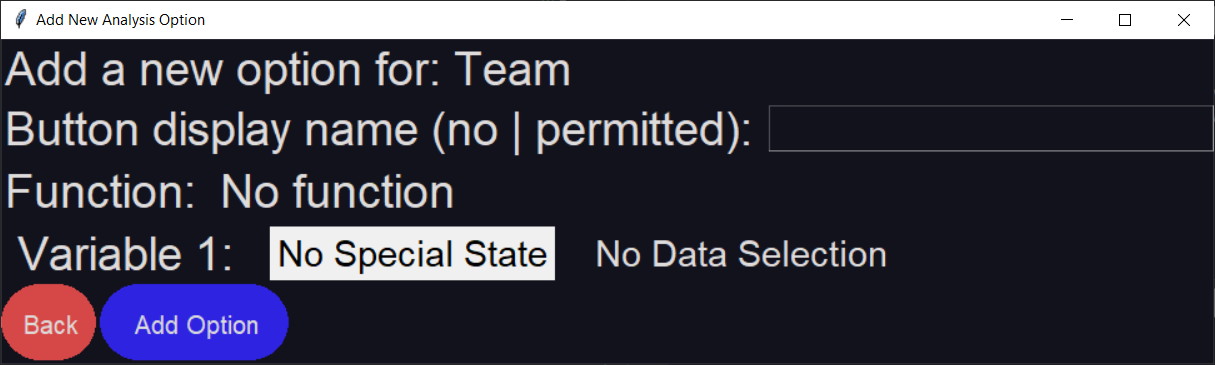 Add New Analysis Option
Add a new option for: Team
Button display name (no | permitted):
Function: No function
Variable 1: No Special State No Data Selection
Back Add Option